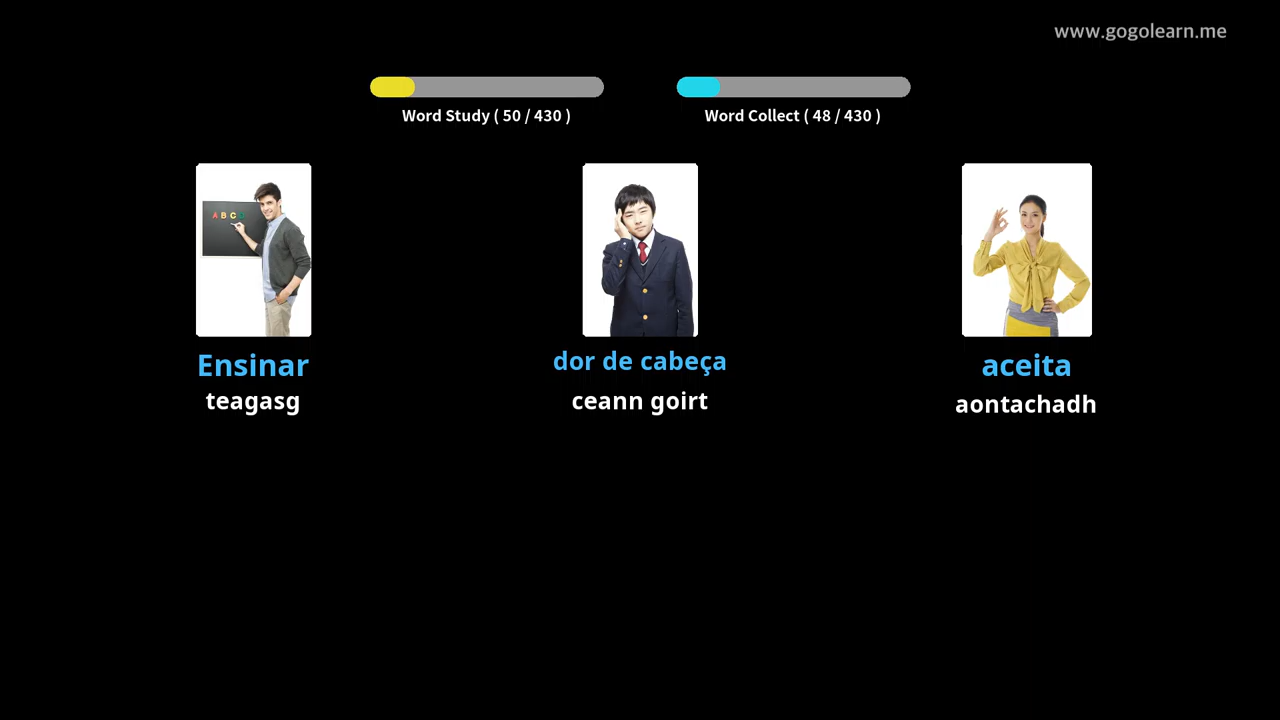 www.gogolearn.me
Word Study ( 50 / 430 )
Word Collect ( 48 / 430 )
A B C D
Ensinar
teagasg
dor de cabeça
ceann goirt
aceita
aontachadh